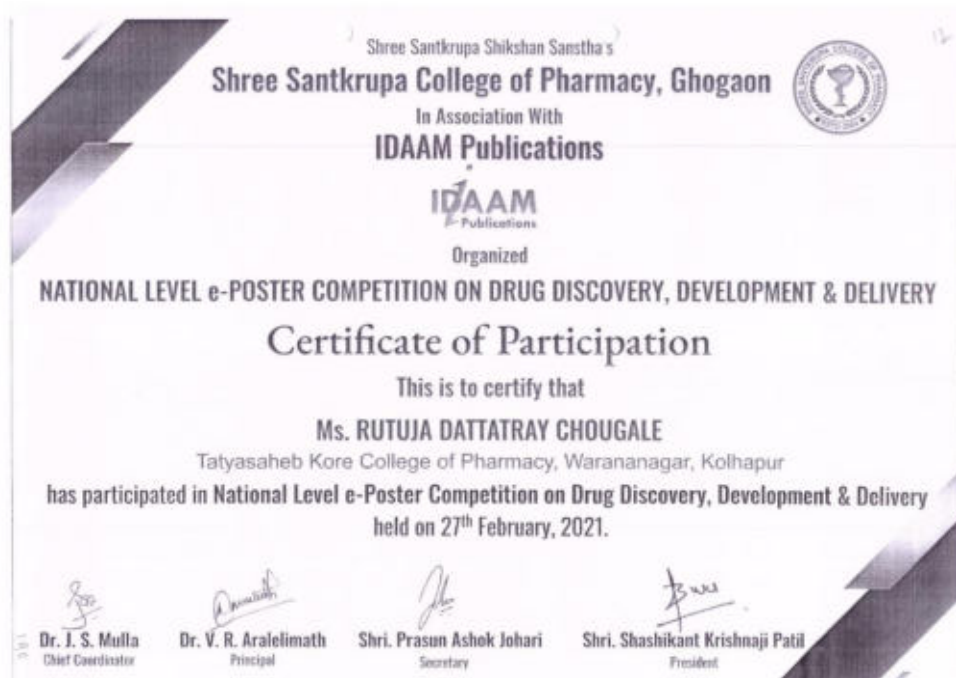 Shree Santkrupa Shikshan Sanstha's
Shree Santkrupa College of Pharmacy, Ghogaon
In Association With
IDAAM Publications
IDAAM
Publications
Organized
NATIONAL LEVEL e-POSTER COMPETITION ON DRUG DISCOVERY, DEVELOPMENT & DELIVERY
Certificate of Participation
This is to certify that
Ms. RUTUJA DATTATRAY CHOUGALE
Tatyasaheb Kore College of Pharmacy, Warananagar, Kolhapur
has participated in National Level e-Poster Competition on Drug Discovery, Development & Delivery
held on 27th February, 2021.
Dr. J. S. Mulla
Chief Coordinator
Dr. V. R. Aralelimath
Principal
Shri. Prasun Ashok Johari
Secretary
Shri. Shashikant Krishnaji Patil
President